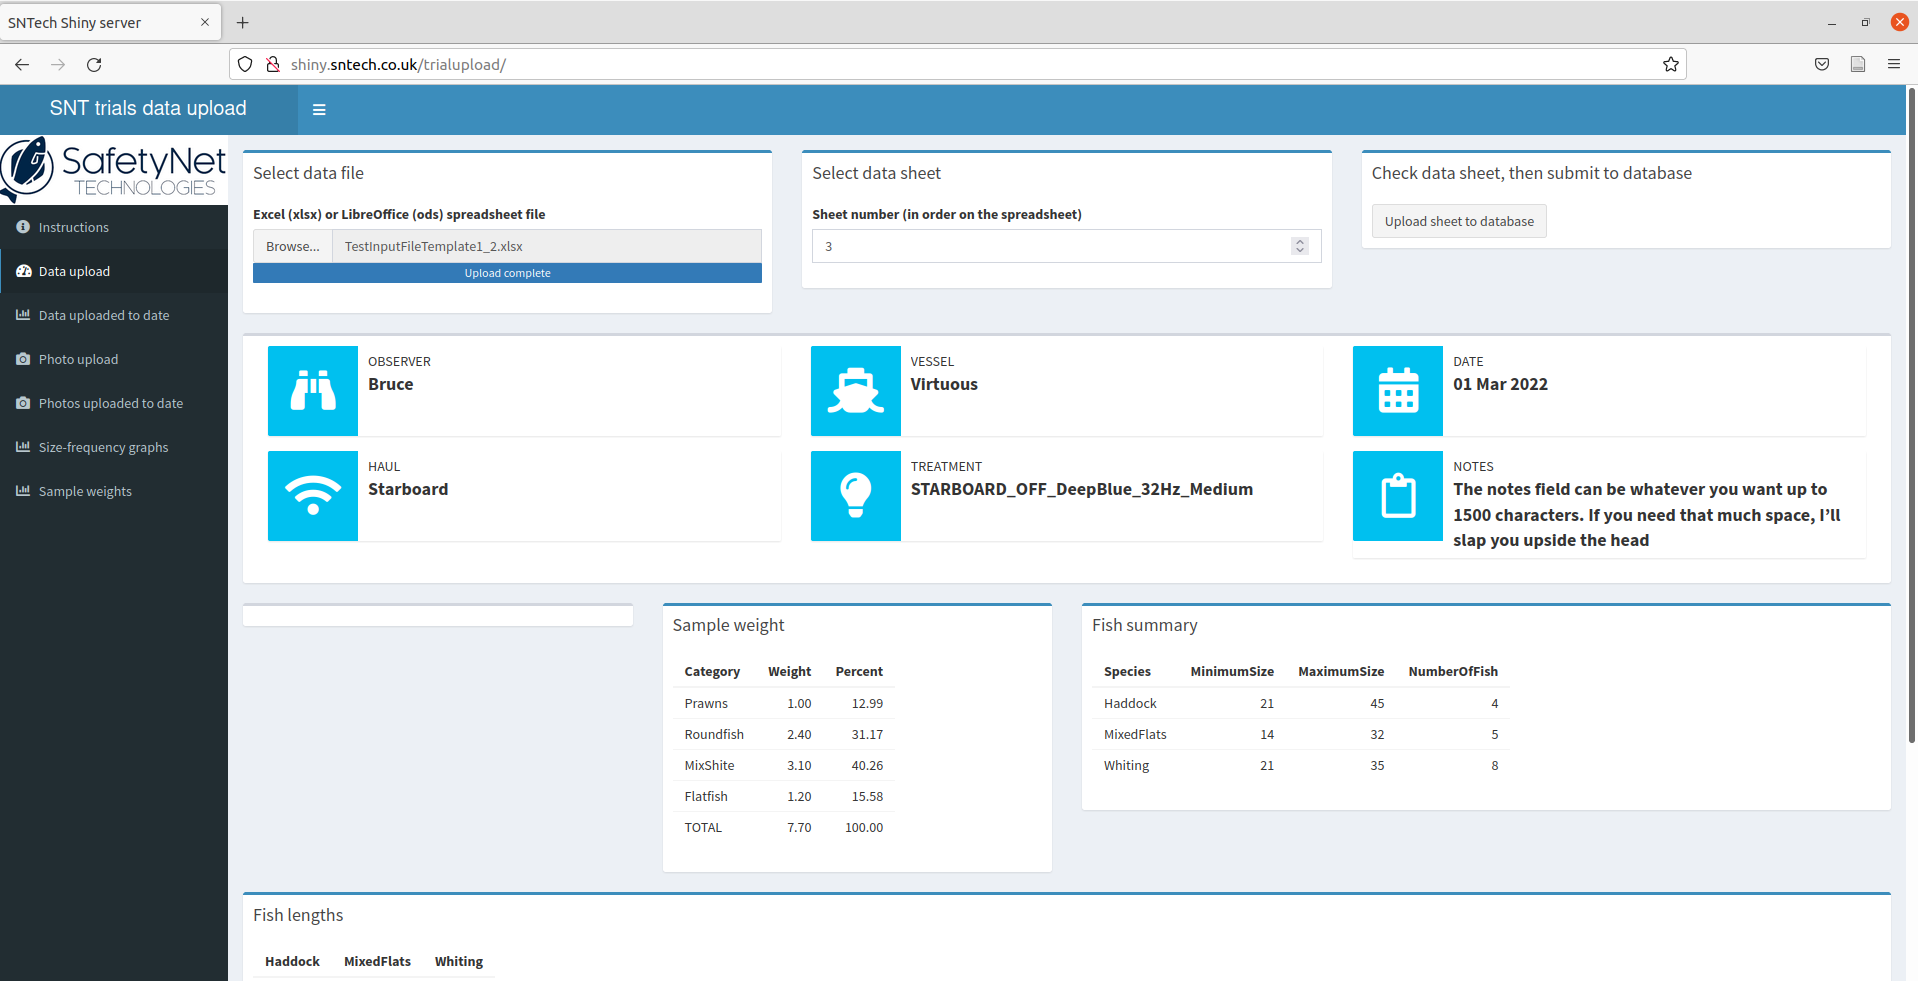 SNTech Shiny server
shiny.sntech.co.uk/trialupload/
SNT trials data upload
SafetyNet
TECHNOLOGIES
Instructions
Data upload
Data uploaded to date
Photo upload
Photos uploaded to date
Size-frequency graphs
Sample weights
Select data file
Excel (xlsx) or LibreOffice (ods) spreadsheet file
Browse... TestInputFileTemplate1_2.xlsx
Upload complete
Select data sheet
Sheet number (in order on the spreadsheet)
3
Check data sheet, then submit to database
Upload sheet to database
OBSERVER
Bruce
VESSEL
Virtuous
DATE
01 Mar 2022
HAUL
Starboard
TREATMENT
STARBOARD_OFF_DeepBlue_32Hz_Medium
NOTES
The notes field can be whatever you want up to
1500 characters. If you need that much space, I’ll
slap you upside the head
Sample weight
Category Weight Percent
Prawns 1.00 12.99
Roundfish 2.40 31.17
MixShite 3.10 40.26
Flatfish 1.20 15.58
TOTAL 7.70 100.00
Fish summary
Species MinimumSize MaximumSize NumberOfFish
Haddock 21 45 4
MixedFlats 14 32 5
Whiting 21 35 8
Fish lengths
Haddock MixedFlats Whiting